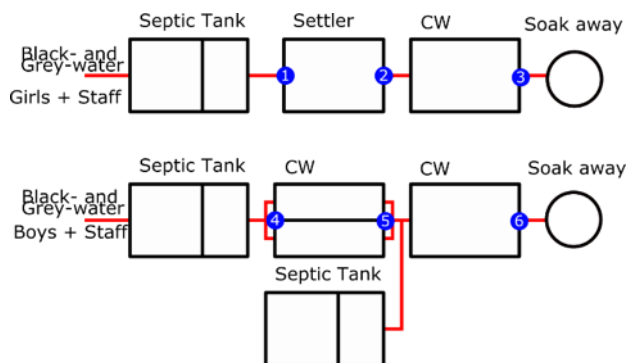 Septic Tank Settler CW Soak away
Black- and
Grey-water
Girls + Staff
1 2 3
Septic Tank CW CW Soak away
Black- and
Grey-water
Boys + Staff
4 5 6
Septic Tank